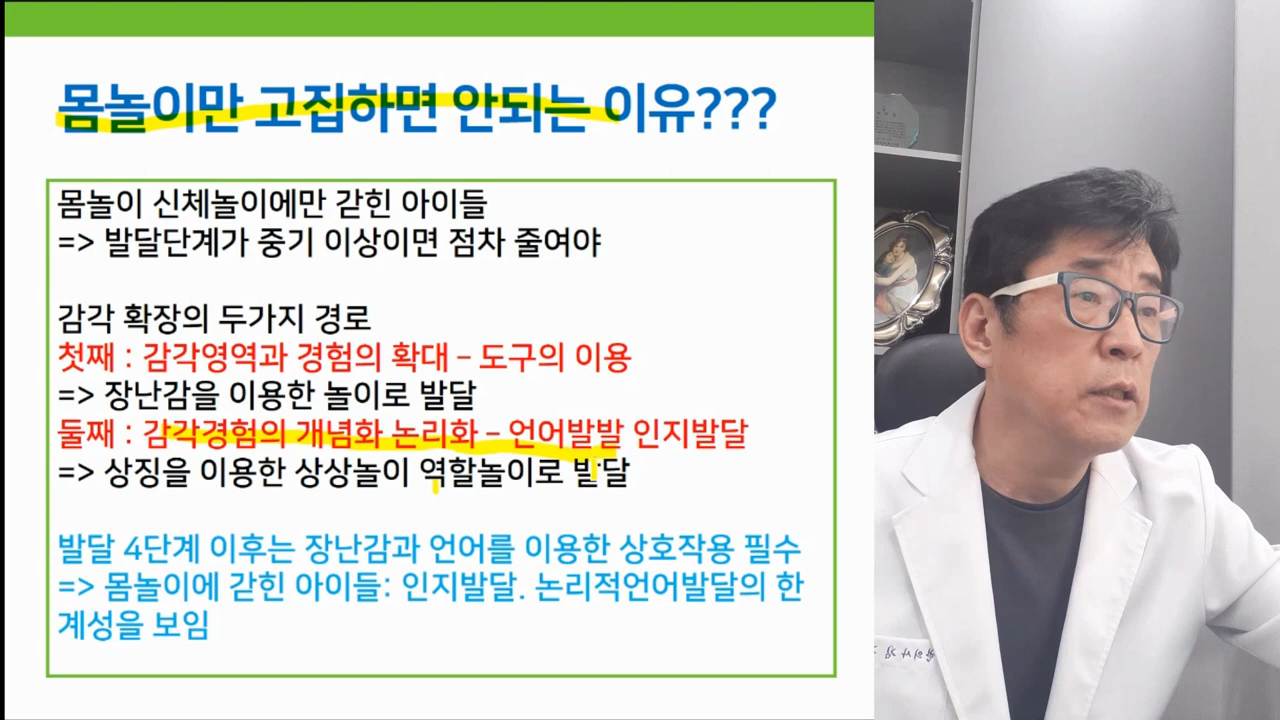 몸놀이만 고집하면 안되는 이유???
몸놀이 신체놀이에만 갇힌 아이들
=> 발달단계가 중기 이상이면 점차 줄여야
감각 확장의 두가지 경로
첫째 : 감각영역과 경험의 확대 – 도구의 이용
=> 장난감을 이용한 놀이로 발달
둘째 : 감각경험의 개념화 논리화 – 언어발발 인지발달
=> 상징을 이용한 상상놀이 역할놀이로 발달
발달 4단계 이후는 장난감과 언어를 이용한 상호작용 필수
=> 몸놀이에 갇힌 아이들: 인지발달. 논리적언어발달의 한
계성을 보임